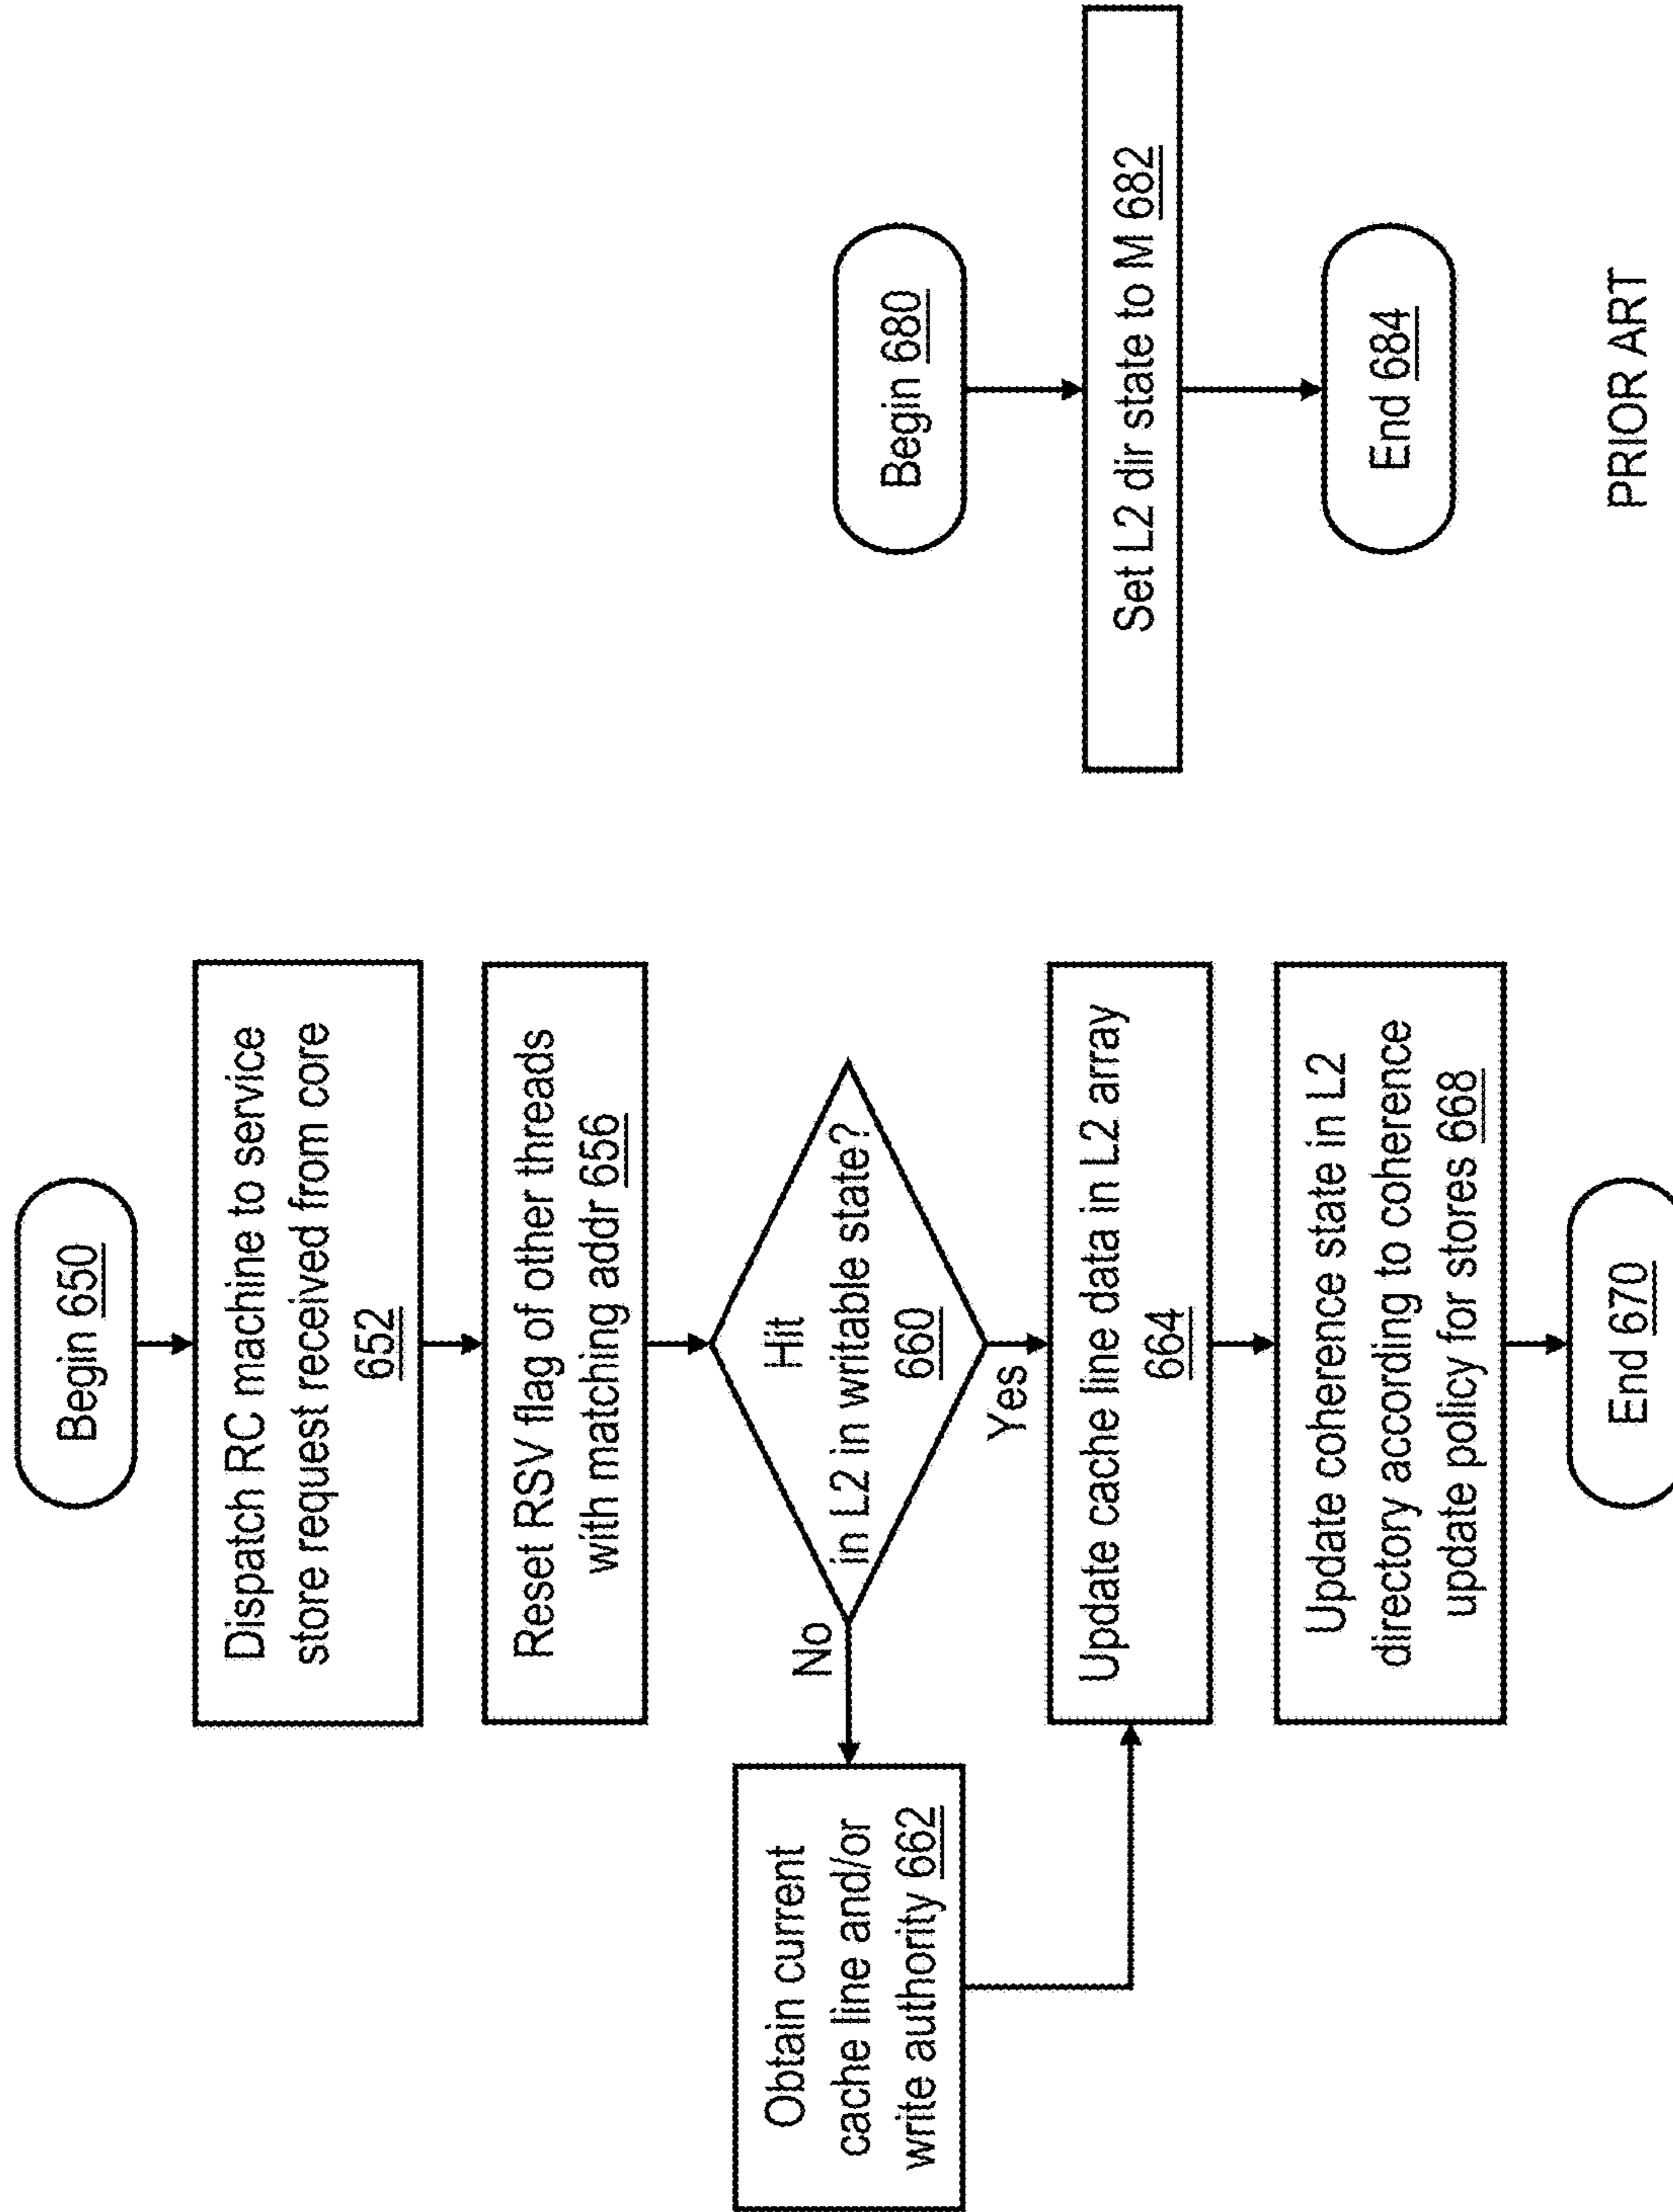 Begin 650
Dispatch RC machine to service
store request received from core
652
Reset RSV flag of other threads
with matching addr 656
Hit
in L2 in writable state?
660
No
Yes
Obtain current
cache line and/or
write authority 662
Update cache line data in L2 array
664
Update coherence state in L2
directory according to coherence
update policy for stores 668
End 670
Begin 680
Set L2 dir state to M 682
End 684
PRIOR ART